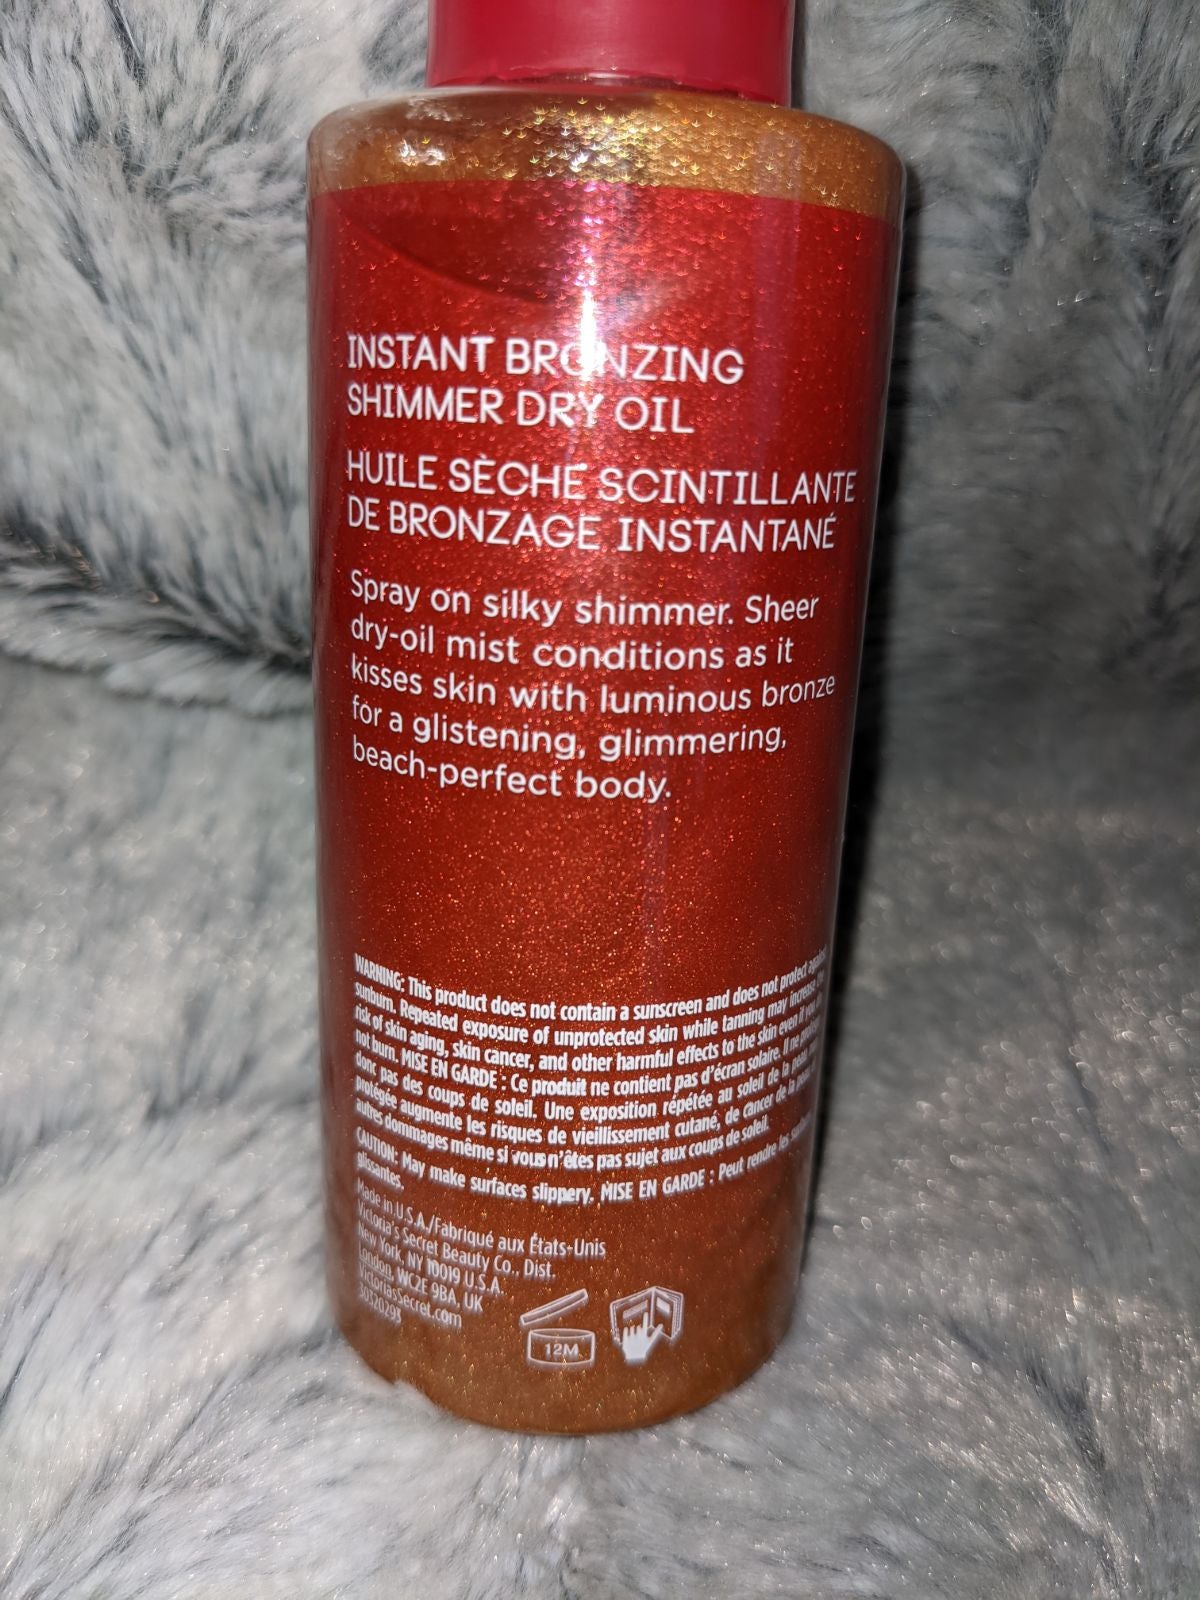 INSTANT BRONZING
SHIMMER DRY OIL
HUILE SÈCHE SCINTILLANTE
DE BRONZAGE INSTANTANÉ
Spray on silky shimmer. Sheer
dry-oil mist conditions as it
kisses skin with luminous bronze
for a glistening, glimmering,
beach-perfect body.
WARNING: This product does not contain a sunscreen and does not protect against
sunburn. Repeated exposure of unprotected skin while tanning may increase the
risk of skin aging, skin cancer, and other harmful effects to the skin even if you do
not burn. MISE EN GARDE : Ce produit ne contient pas d'écran solaire. Il ne protège
donc pas des coups de soleil. Une exposition répétée au soleil de la peau
protégée augmente les risques de vieillissement cutané, de cancer de la peau
autres dommages même si vous n'êtes pas sujet aux coups de soleil.
CAUTION: May make surfaces slippery. MISE EN GARDE : Peut rendre les
glissantes.
Made in U.S.A./Fabriqué aux États-Unis
Victoria's Secret Beauty Co., Dist.
New York, NY 10019 U.S.A.
London, WC2E 9BA, UK
VictoriasSecret.com
30320293
12M